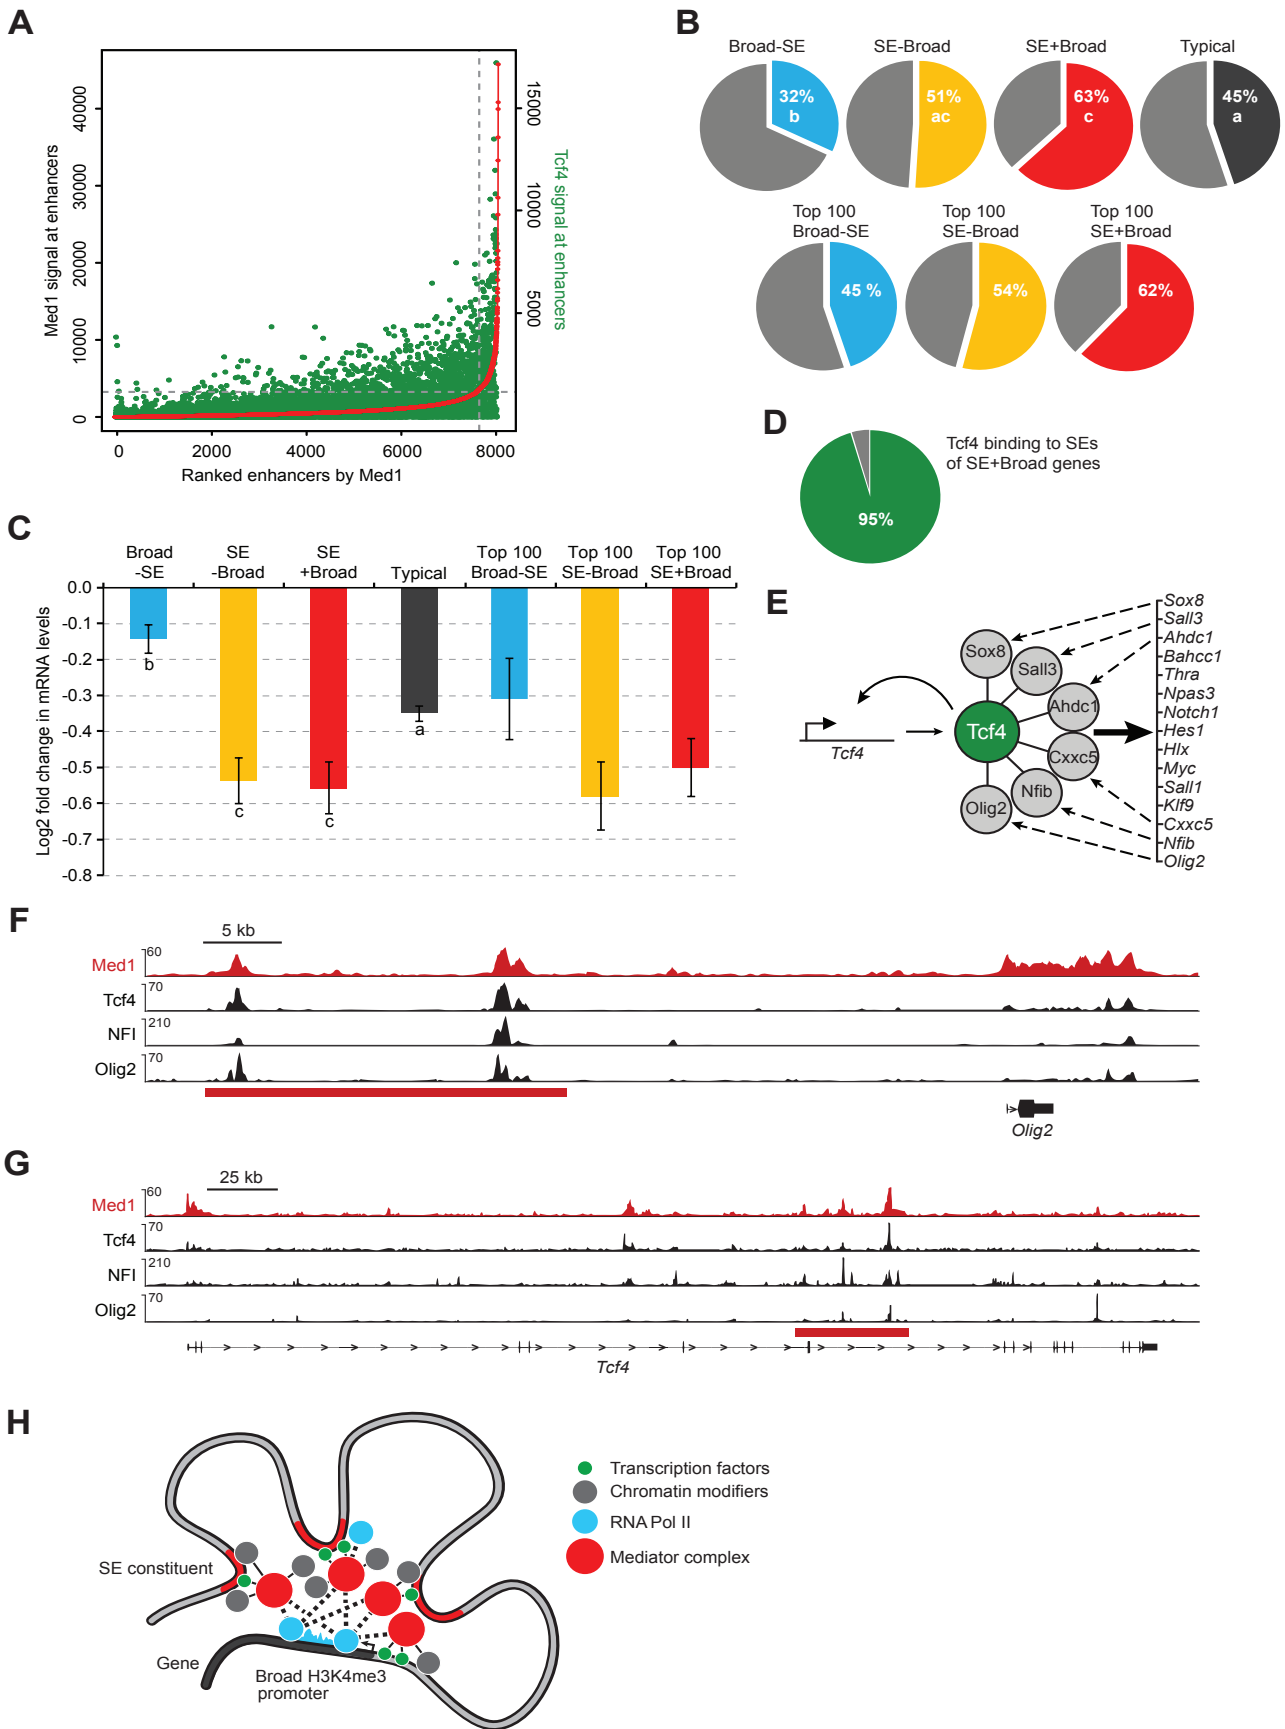 A
Med1 signal at enhancers
0
10000
20000
30000
40000
5000
10000
15000
Tcf4 signal at enhancers
0
2000
4000
6000
8000
Ranked enhancers by Med1
B
Broad-SE
SE-Broad
SE+Broad
Typical
32%
b
51%
ac
63%
c
45%
a
Top 100
Broad-SE
Top 100
SE-Broad
Top 100
SE+Broad
45 %
54%
62%
D
Tcf4 binding to SEs
of SE+Broad genes
95%
C
Broad
-SE
SE
-Broad
SE
+Broad
Typical
Top 100
Broad-SE
Top 100
SE-Broad
Top 100
SE+Broad
Log2 fold change in mRNA levels
0.0
-0.1
-0.2
-0.3
-0.4
-0.5
-0.6
-0.7
-0.8
b
c
c
a
E
Tcf4
Tcf4
Sox8
Sall3
Ahdc1
Cxxc5
Nfib
Olig2
Sox8
Sall3
Ahdc1
Bahcc1
Thra
Npas3
Notch1
Hes1
Hlx
Myc
Sall1
Klf9
Cxxc5
Nfib
Olig2
F
5 kb
Med1
60
Tcf4
70
NFI
210
Olig2
70
Olig2
G
25 kb
Med1
60
Tcf4
70
NFI
210
Olig2
70
Tcf4
H
Transcription factors
Chromatin modifiers
RNA Pol II
Mediator complex
SE constituent
Gene
Broad H3K4me3
promoter